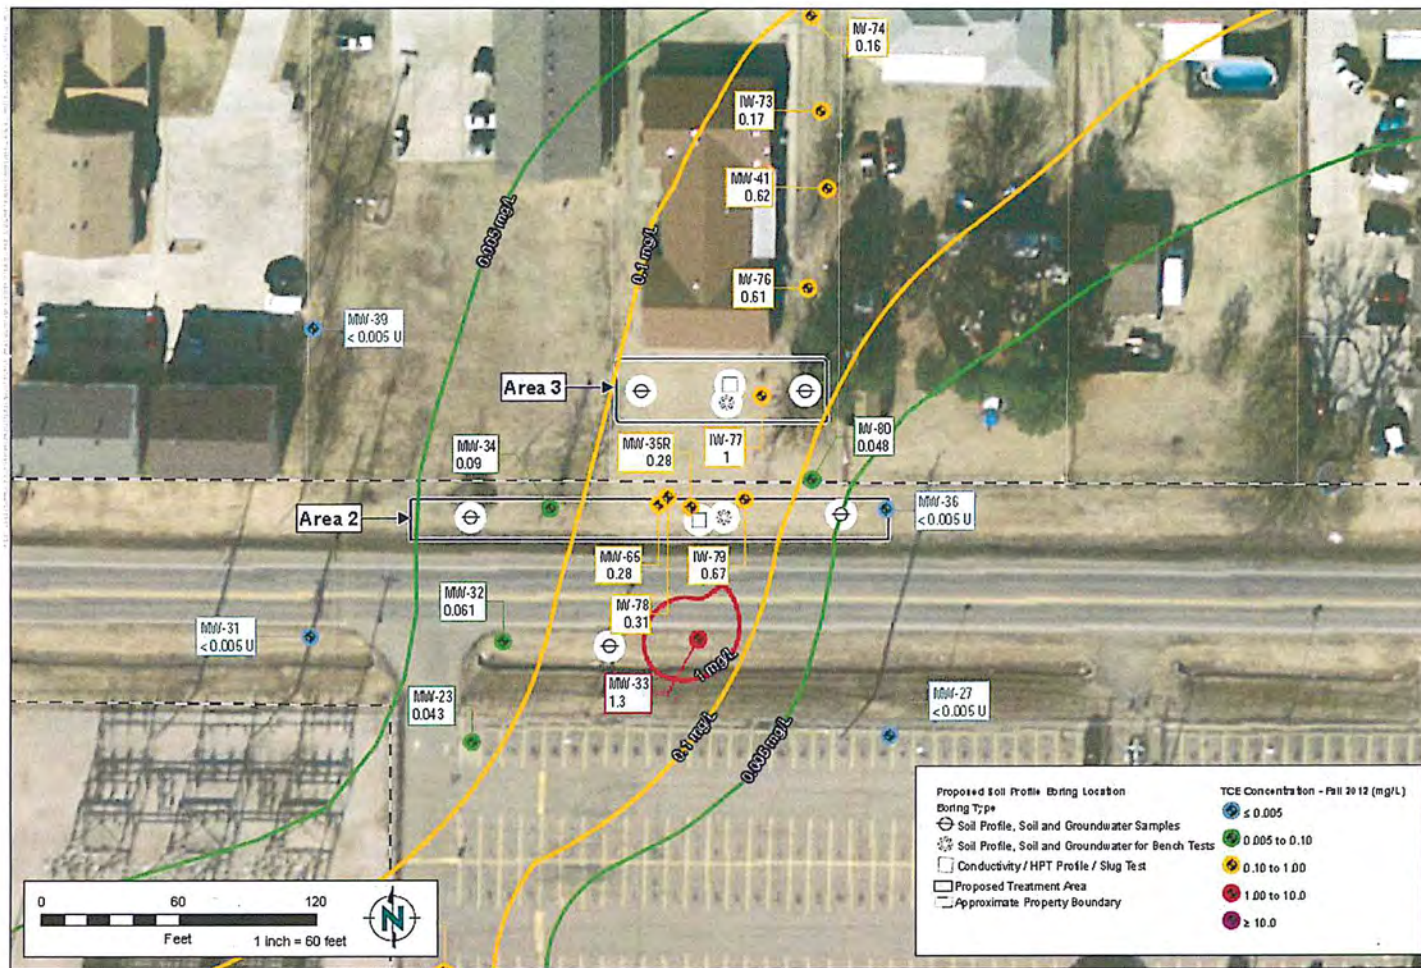 IW-74
0.16
IW-73
0.17
MW-41
0.62
0.005 mg/L
0.1 mg/L
IW-76
0.61
MW-39
< 0.005 U
Area 3
IW-80
0.048
MW-34
0.09
MW-35R
0.28
IW-77
1
Area 2
MW-36
<0.005 U
MW-65
0.28
IW-79
0.67
MW-32
0.061
IW-78
0.31
MW-31
< 0.005 U
1 mg/L
MW-33
1.3
MW-23
0.043
MW-27
<0.005 U
0.1 mg/L
0.005 mg/L
Proposed Soil Profile Boring Location
Boring Type
Soil Profile, Soil and Groundwater Samples
Soil Profile, Soil and Groundwater for Bench Tests
Conductivity / HPT Profile / Slug Test
Proposed Treatment Area
Approximate Property Boundary
TCE Concentration - Fall 2012 (mg/L)
≤ 0.005
0.005 to 0.10
0.10 to 1.00
1.00 to 10.0
≥ 10.0
0 60 120
Feet 1 inch = 60 feet
N